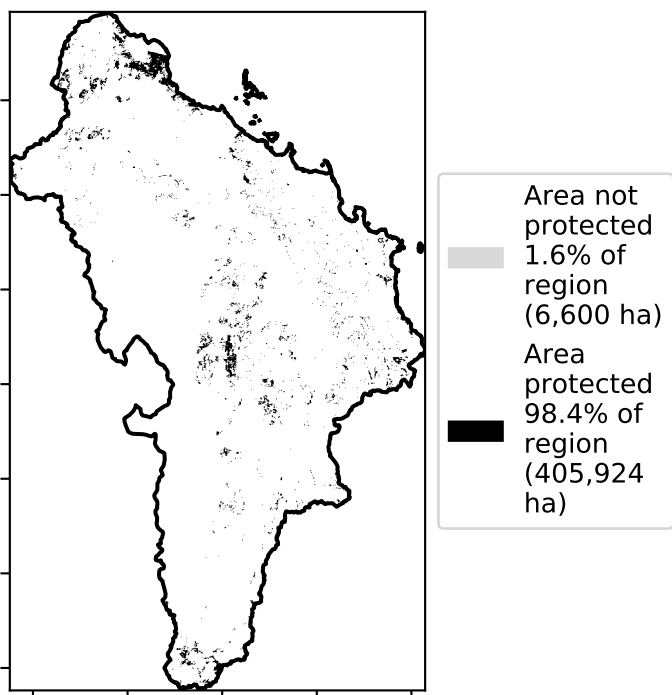 Area not
protected
1.6% of
region
(6,600 ha)
Area
protected
98.4% of
region
(405,924
ha)